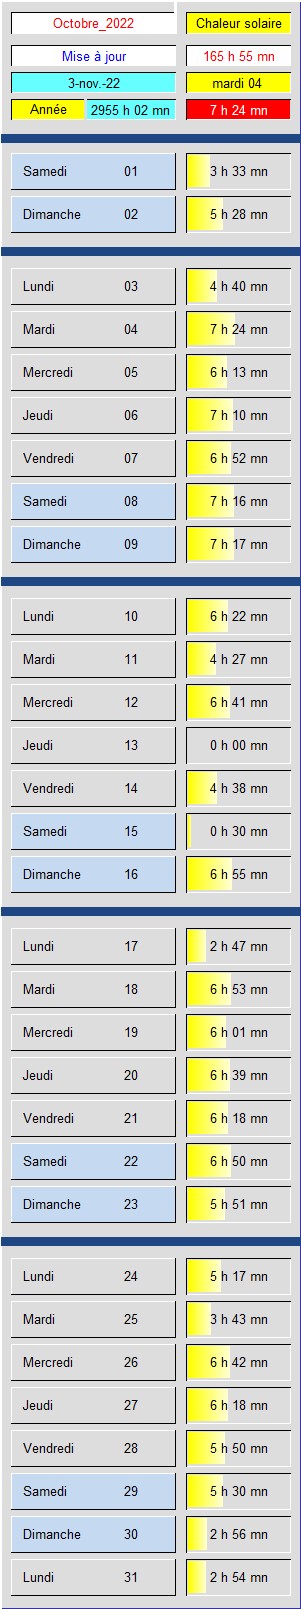 Octobre_2022 Chaleur solaire
Mise à jour 165 h 55 mn
3-nov.-22 mardi 04
Année 2955 h 02 mn 7 h 24 mn
Samedi 01 3 h 33 mn
Dimanche 02 5 h 28 mn
Lundi 03 4 h 40 mn
Mardi 04 7 h 24 mn
Mercredi 05 6 h 13 mn
Jeudi 06 7 h 10 mn
Vendredi 07 6 h 52 mn
Samedi 08 7 h 16 mn
Dimanche 09 7 h 17 mn
Lundi 10 6 h 22 mn
Mardi 11 4 h 27 mn
Mercredi 12 6 h 41 mn
Jeudi 13 0 h 00 mn
Vendredi 14 4 h 38 mn
Samedi 15 0 h 30 mn
Dimanche 16 6 h 55 mn
Lundi 17 2 h 47 mn
Mardi 18 6 h 53 mn
Mercredi 19 6 h 01 mn
Jeudi 20 6 h 39 mn
Vendredi 21 6 h 18 mn
Samedi 22 6 h 50 mn
Dimanche 23 5 h 51 mn
Lundi 24 5 h 17 mn
Mardi 25 3 h 43 mn
Mercredi 26 6 h 42 mn
Jeudi 27 6 h 18 mn
Vendredi 28 5 h 50 mn
Samedi 29 5 h 30 mn
Dimanche 30 2 h 56 mn
Lundi 31 2 h 54 mn